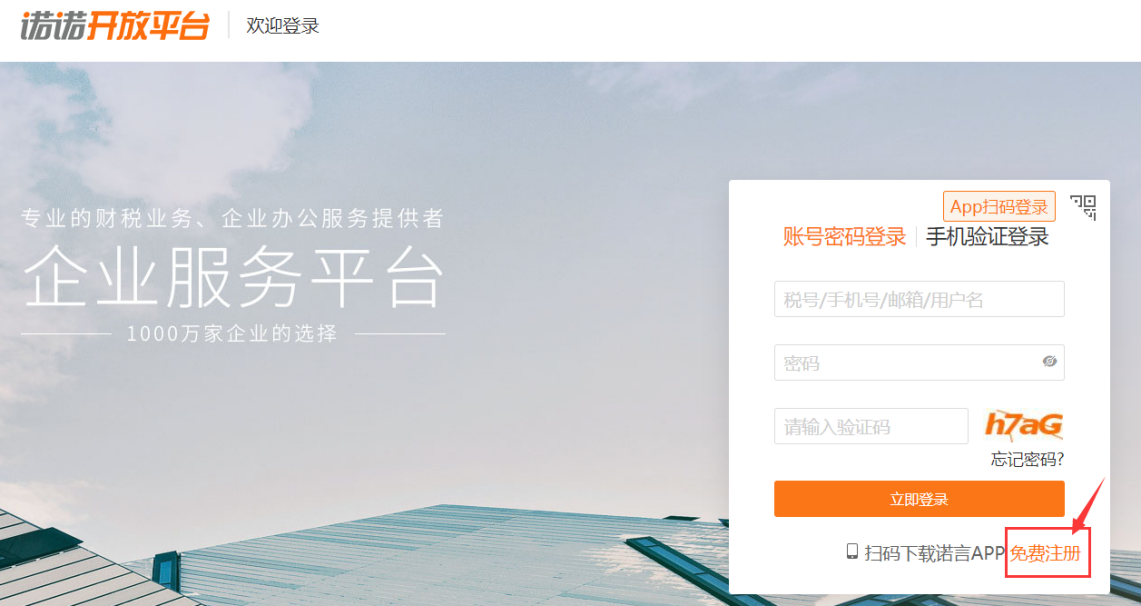 诺诺开放平台 欢迎登录
专业的财税业务、企业办公服务提供者
企业服务平台
1000万家企业的选择
App扫码登录
账号密码登录 手机验证登录
税号/手机号/邮箱/用户名
密码
请输入验证码 h7aG
忘记密码?
立即登录
扫码下载诺言APP 免费注册